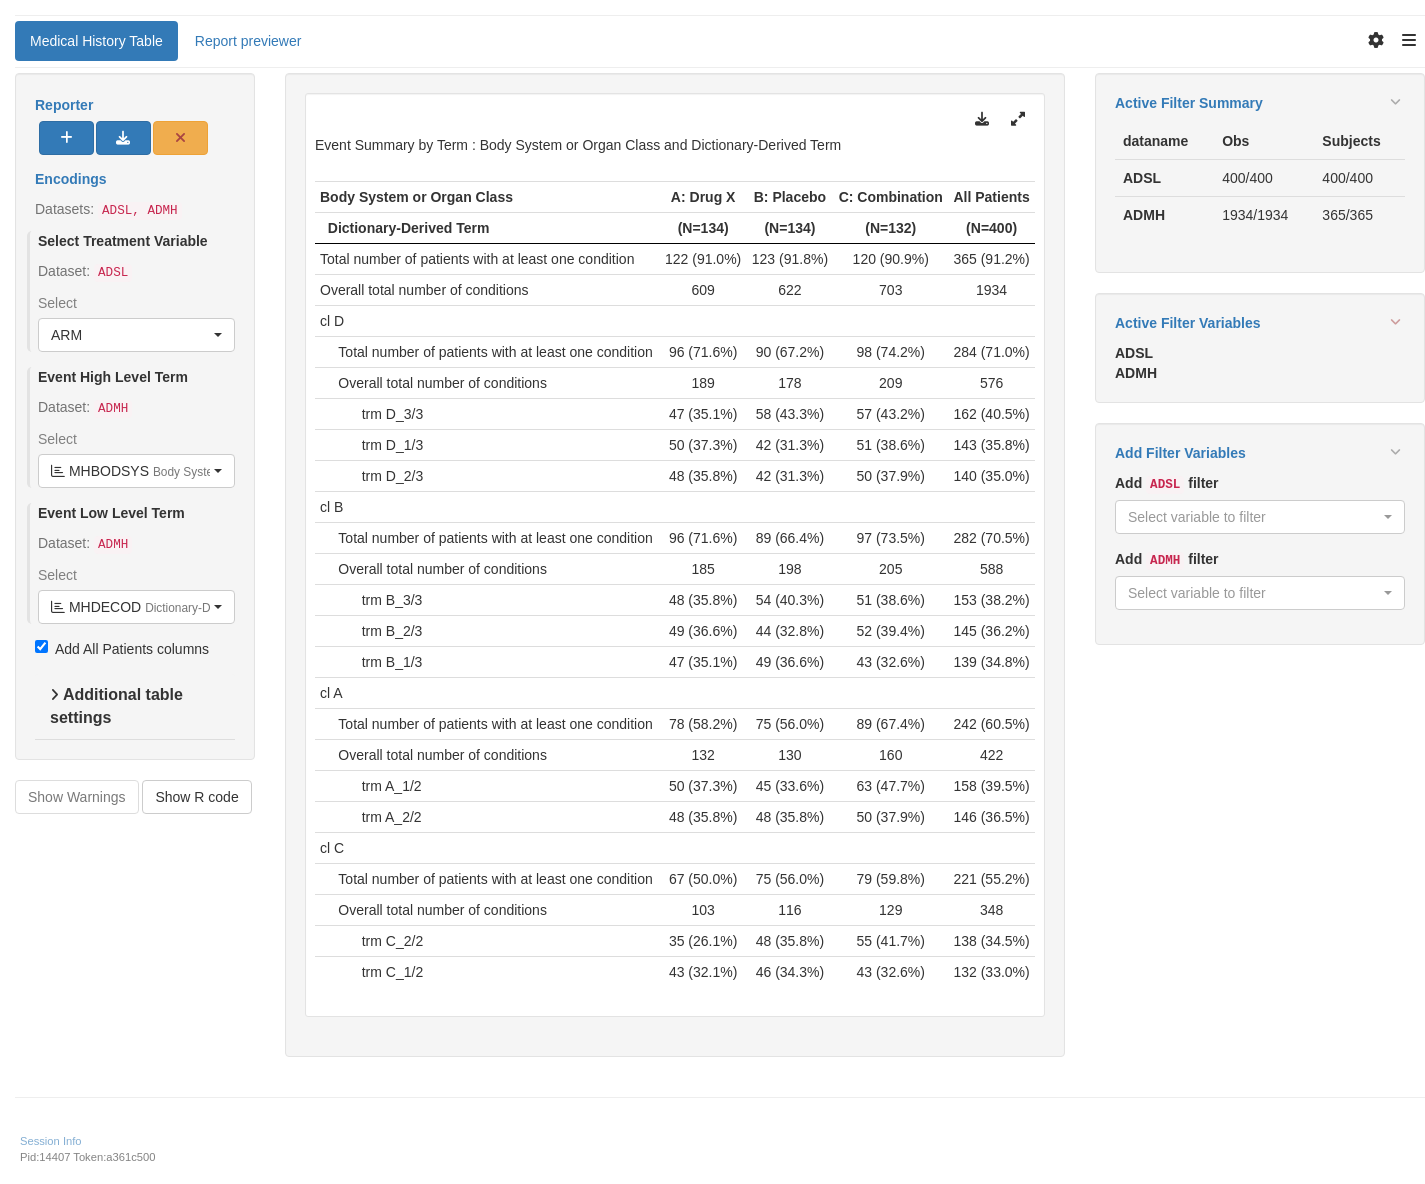 Medical History Table Report previewer
Reporter
Encodings
Datasets: ADSL, ADMH
Select Treatment Variable
Dataset: ADSL
Select
ARM
Event High Level Term
Dataset: ADMH
Select
MHBODSYS Body Syste
Event Low Level Term
Dataset: ADMH
Select
MHDECOD Dictionary-D
Add All Patients columns
Additional table
settings
Show Warnings Show R code
Event Summary by Term : Body System or Organ Class and Dictionary-Derived Term
Body System or Organ Class A: Drug X B: Placebo C: Combination All Patients
Dictionary-Derived Term (N=134) (N=134) (N=132) (N=400)
Total number of patients with at least one condition 122 (91.0%) 123 (91.8%) 120 (90.9%) 365 (91.2%)
Overall total number of conditions 609 622 703 1934
cl D
Total number of patients with at least one condition 96 (71.6%) 90 (67.2%) 98 (74.2%) 284 (71.0%)
Overall total number of conditions 189 178 209 576
trm D_3/3 47 (35.1%) 58 (43.3%) 57 (43.2%) 162 (40.5%)
trm D_1/3 50 (37.3%) 42 (31.3%) 51 (38.6%) 143 (35.8%)
trm D_2/3 48 (35.8%) 42 (31.3%) 50 (37.9%) 140 (35.0%)
cl B
Total number of patients with at least one condition 96 (71.6%) 89 (66.4%) 97 (73.5%) 282 (70.5%)
Overall total number of conditions 185 198 205 588
trm B_3/3 48 (35.8%) 54 (40.3%) 51 (38.6%) 153 (38.2%)
trm B_2/3 49 (36.6%) 44 (32.8%) 52 (39.4%) 145 (36.2%)
trm B_1/3 47 (35.1%) 49 (36.6%) 43 (32.6%) 139 (34.8%)
cl A
Total number of patients with at least one condition 78 (58.2%) 75 (56.0%) 89 (67.4%) 242 (60.5%)
Overall total number of conditions 132 130 160 422
trm A_1/2 50 (37.3%) 45 (33.6%) 63 (47.7%) 158 (39.5%)
trm A_2/2 48 (35.8%) 48 (35.8%) 50 (37.9%) 146 (36.5%)
cl C
Total number of patients with at least one condition 67 (50.0%) 75 (56.0%) 79 (59.8%) 221 (55.2%)
Overall total number of conditions 103 116 129 348
trm C_2/2 35 (26.1%) 48 (35.8%) 55 (41.7%) 138 (34.5%)
trm C_1/2 43 (32.1%) 46 (34.3%) 43 (32.6%) 132 (33.0%)
Active Filter Summary
dataname Obs Subjects
ADSL 400/400 400/400
ADMH 1934/1934 365/365
Active Filter Variables
ADSL
ADMH
Add Filter Variables
Add ADSL filter
Select variable to filter
Add ADMH filter
Select variable to filter
Session Info
Pid:14407 Token:a361c500